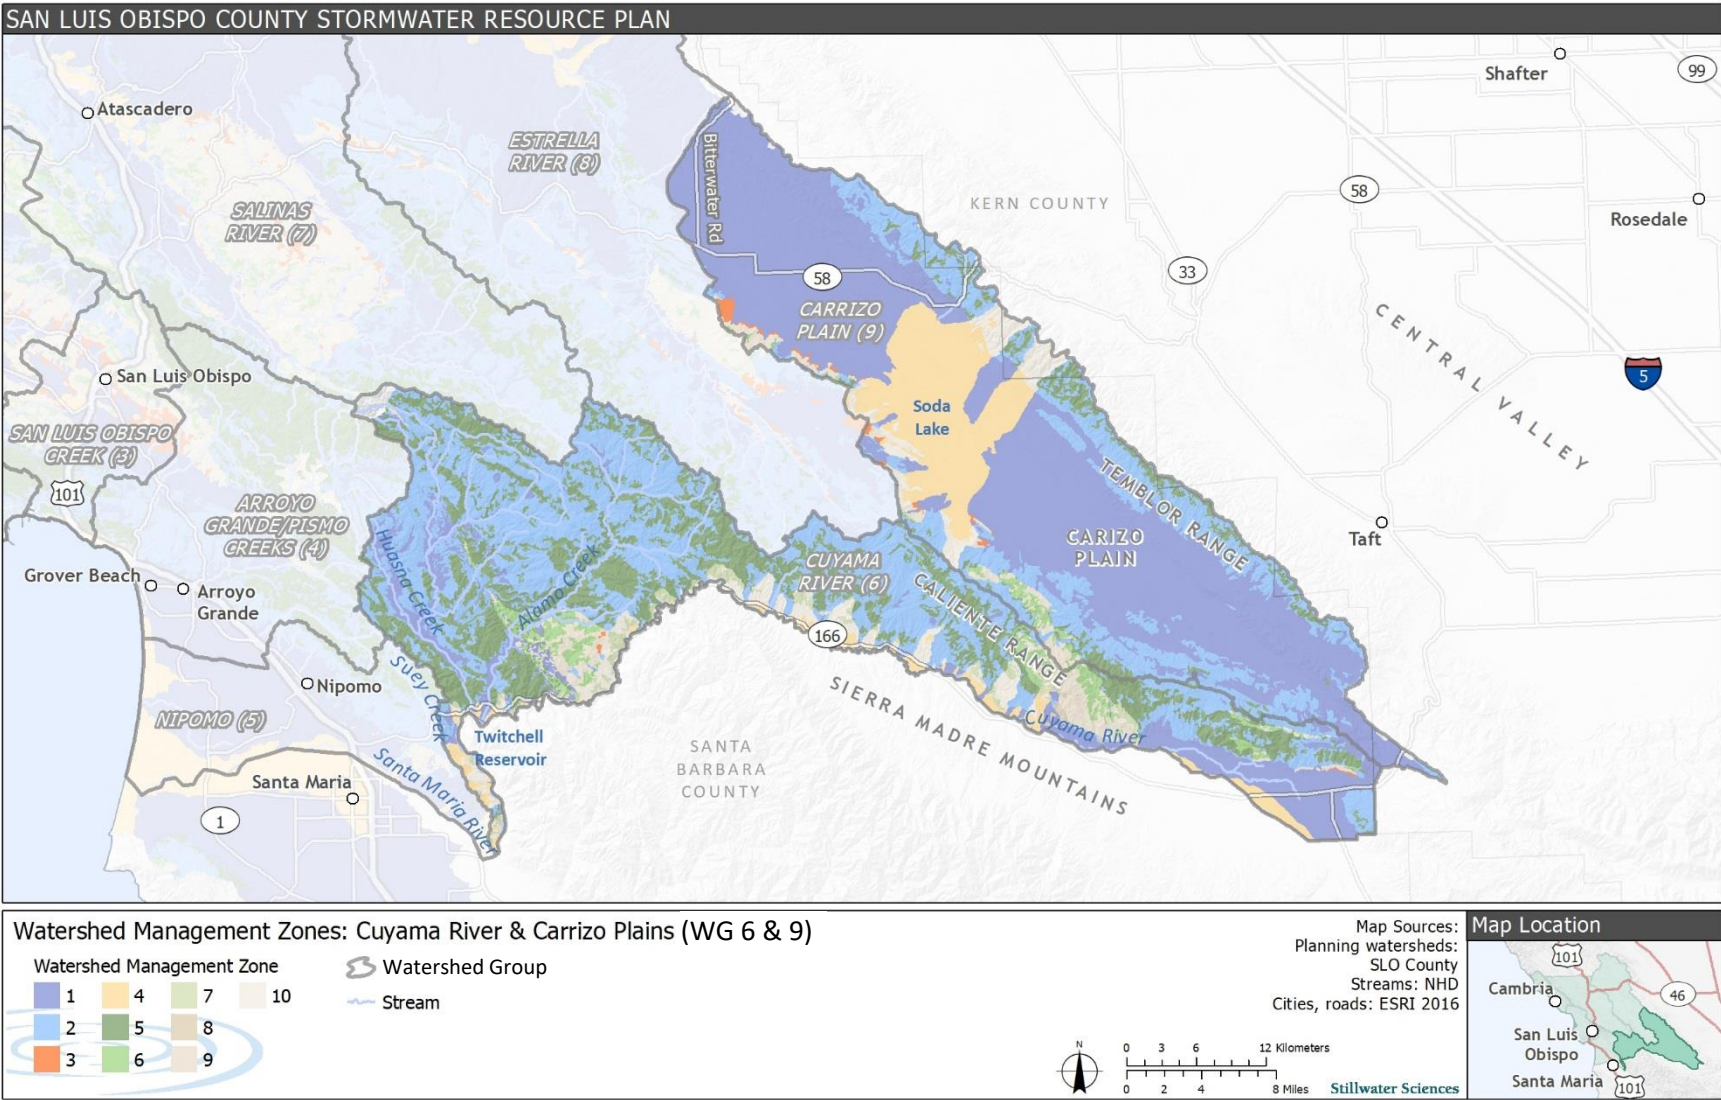 SAN LUIS OBISPO COUNTY STORMWATER RESOURCE PLAN
Shafter
99
Atascadero
ESTRELLA
RIVER (8)
Bitterwater Rd
KERN COUNTY
58
Rosedale
SALINAS
RIVER (7)
33
58
CARRIZO
PLAIN (9)
CENTRAL VALLEY
5
San Luis Obispo
Soda
Lake
SAN LUIS OBISPO
CREEK (3)
101
TEMBLOR RANGE
ARROYO
GRANDE/PISMO
CREEKS (4)
Taft
CARIZO
PLAIN
Huasna Creek
Alamo Creek
CUYAMA
RIVER (6)
CALIENTE RANGE
Grover Beach
Arroyo
Grande
166
Nipomo
Suey Creek
SIERRA MADRE MOUNTAINS
NIPOMO (5)
Cuyama River
Twitchell
Reservoir
SANTA
BARBARA
COUNTY
Santa Maria
Santa Maria River
1
Watershed Management Zones: Cuyama River & Carrizo Plains (WG 6 & 9)
Watershed Management Zone
1
2
3
4
5
6
7
8
9
10
Watershed Group
Stream
Map Sources:
Planning watersheds:
SLO County
Streams: NHD
Cities, roads: ESRI 2016
N
0 3 6 12 Kilometers
0 2 4 8 Miles
Stillwater Sciences
Map Location
101
Cambria
46
San Luis
Obispo
Santa Maria
101